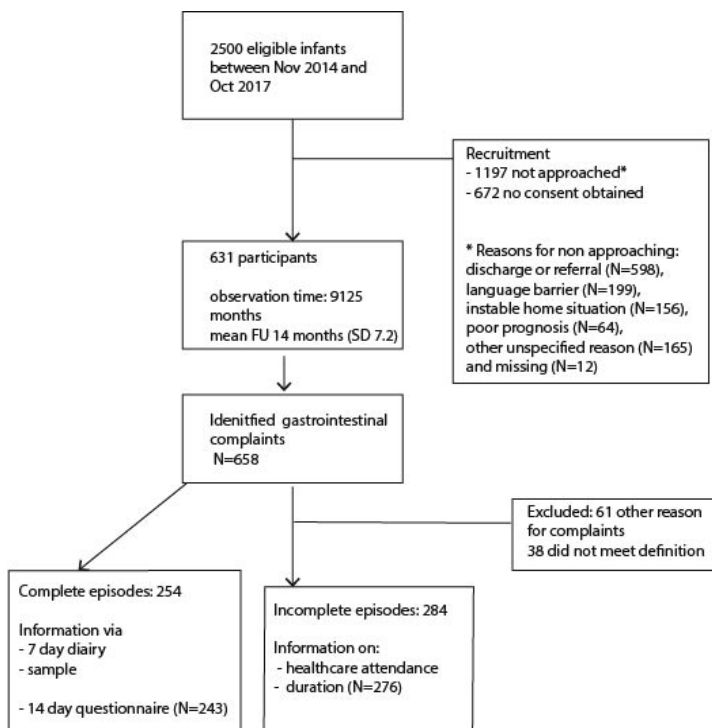 2500 eligible infants
between Nov 2014 and
Oct 2017
Recruitment
- 1197 not approached*
- 672 no consent obtained
* Reasons for non approaching:
discharge or referral (N=598),
language barrier (N=199),
instable home situation (N=156),
poor prognosis (N=64),
other unspecified reason (N=165)
and missing (N=12)
631 participants
observation time: 9125
months
mean FU 14 months (SD 7.2)
Idenitfied gastrointestinal
complaints
N=658
Excluded: 61 other reason
for complaints
38 did not meet definition
Complete episodes: 254
Information via
- 7 day diairy
- sample
- 14 day questionnaire (N=243)
Incomplete episodes: 284
Information on:
- healthcare attendance
- duration (N=276)